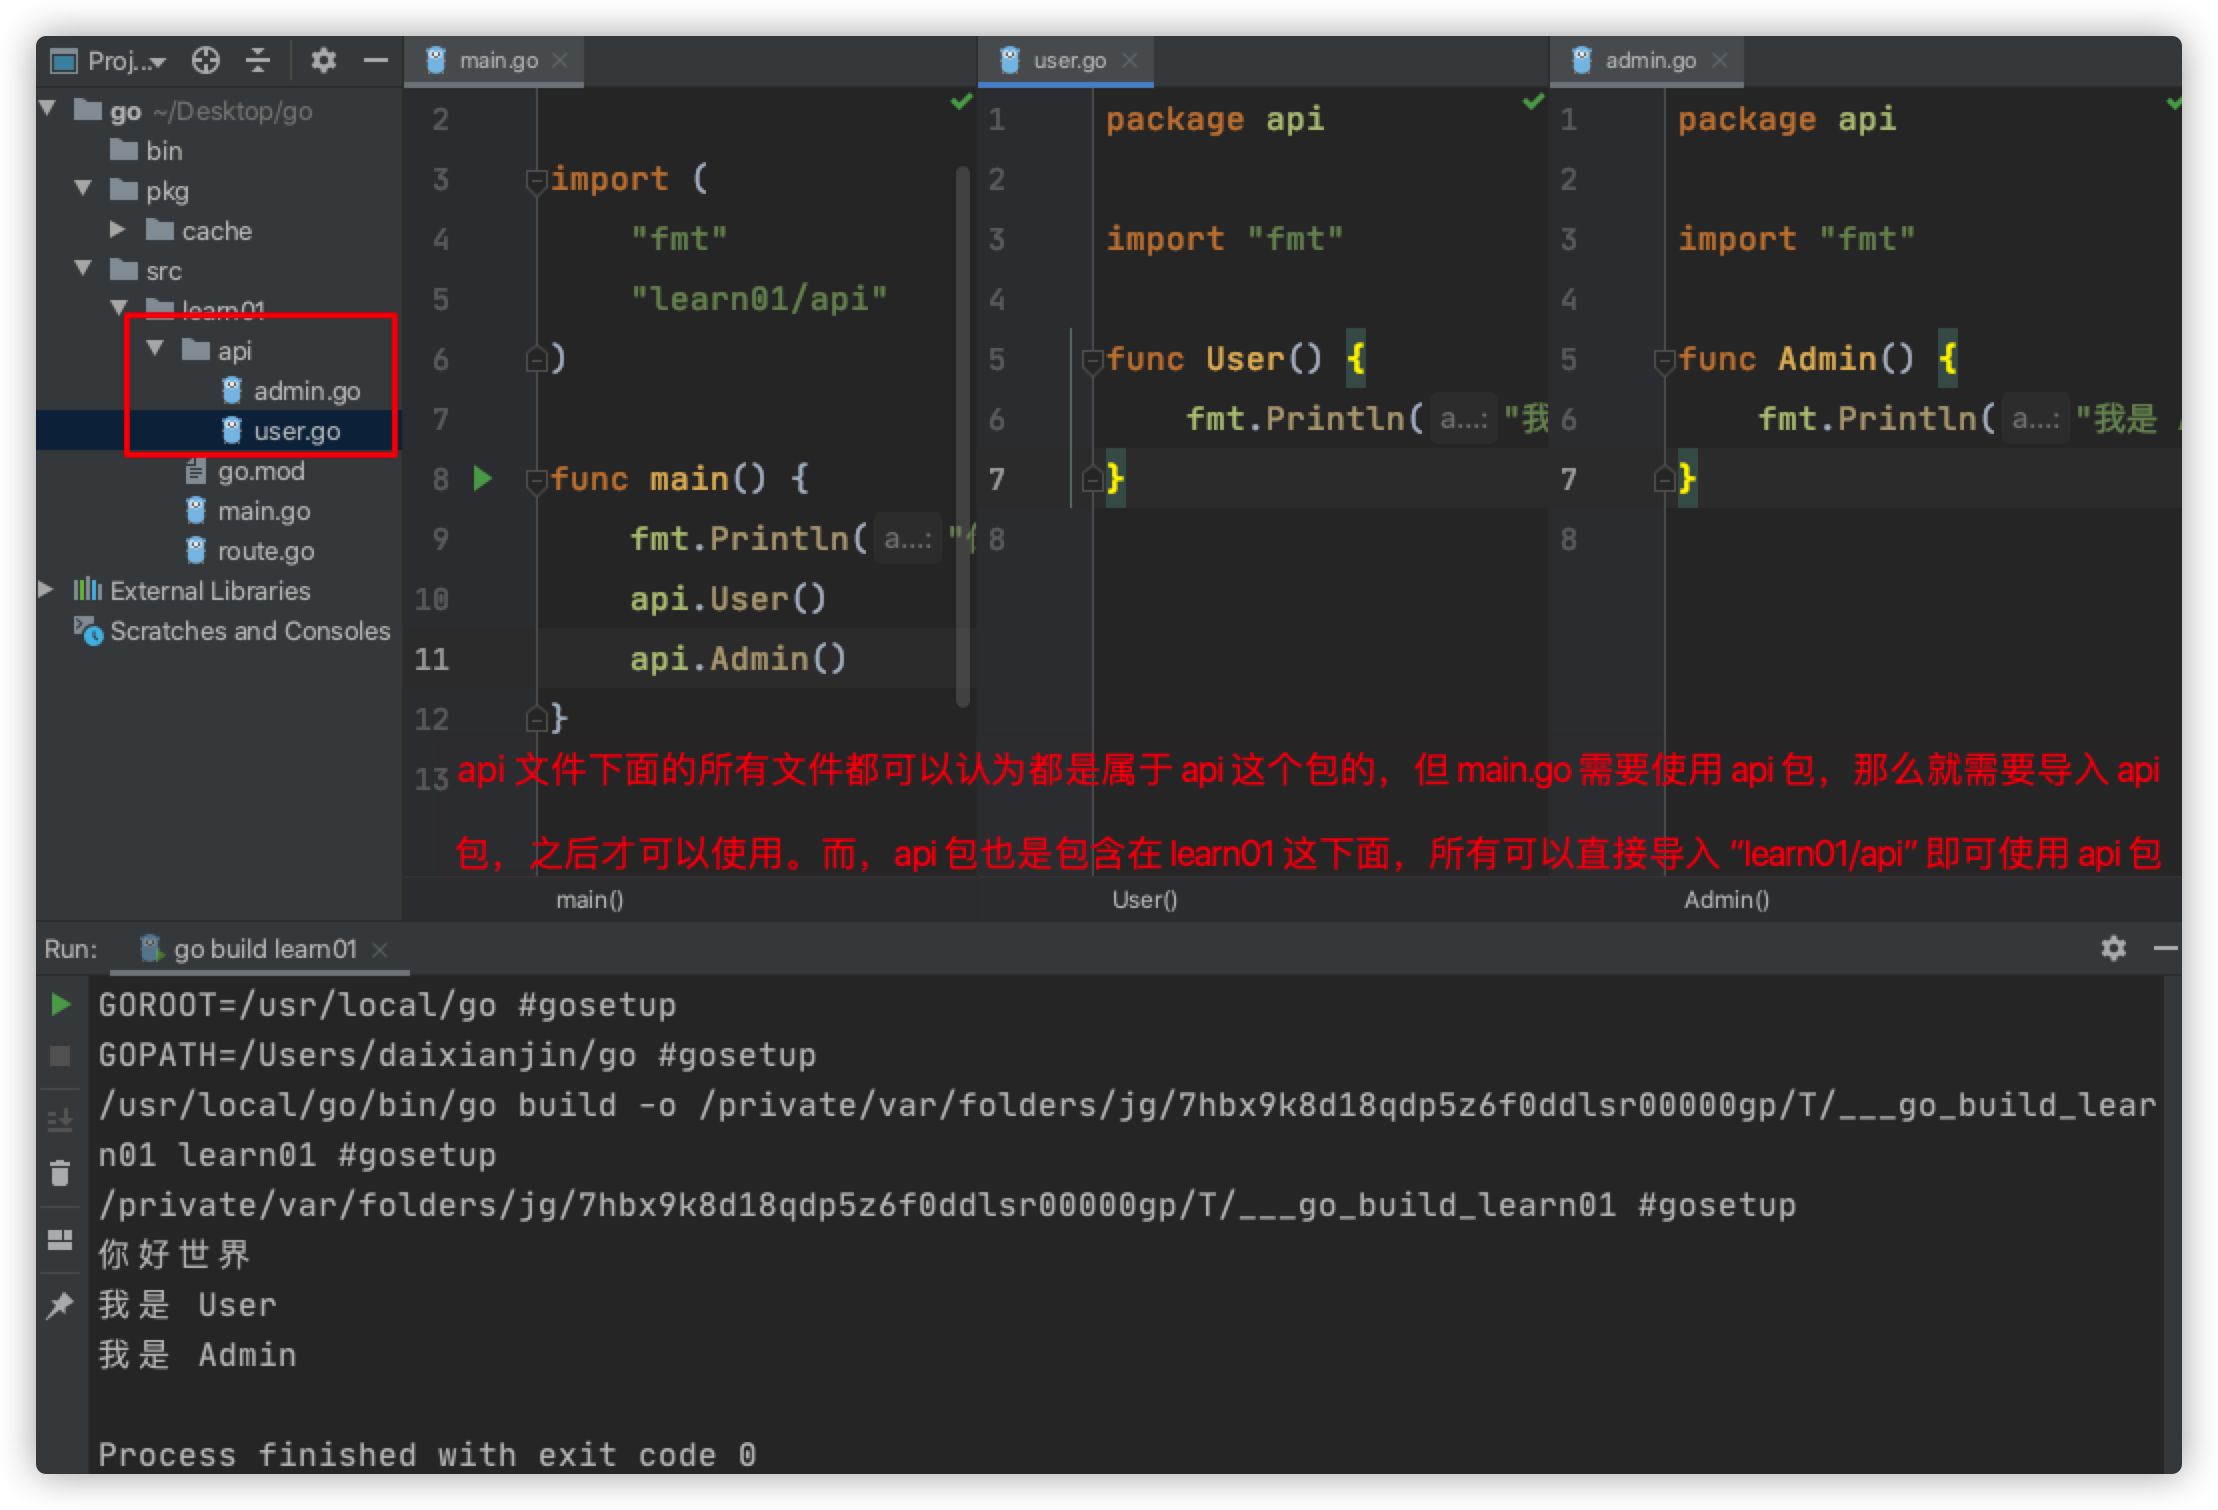 Proj...
go ~/Desktop/go
bin
pkg
cache
src
learn01
api
admin.go
user.go
go.mod
main.go
route.go
External Libraries
Scratches and Consoles
main.go
2
3 import (
4 "fmt"
5 "learn01/api"
6 )
7
8 func main() {
9 fmt.Println( a...: "
10 api.User()
11 api.Admin()
12 }
13
main()
user.go
1 package api
2
3 import "fmt"
4
5 func User() {
6 fmt.Println( a...: "我
7 }
8
User()
admin.go
1 package api
2
3 import "fmt"
4
5 func Admin() {
6 fmt.Println( a...: "我是
7 }
8
Admin()
api 文件下面的所有文件都可以认为都是属于 api 这个包的，但 main.go 需要使用 api 包，那么就需要导入 api
包，之后才可以使用。而，api 包也是包含在 learn01 这下面，所有可以直接导入 “learn01/api” 即可使用 api 包
Run: go build learn01
GOROOT=/usr/local/go #gosetup
GOPATH=/Users/daixianjin/go #gosetup
/usr/local/go/bin/go build -o /private/var/folders/jg/7hbx9k8d18qdp5z6f0ddlsr00000gp/T/___go_build_lear
n01 learn01 #gosetup
/private/var/folders/jg/7hbx9k8d18qdp5z6f0ddlsr00000gp/T/___go_build_learn01 #gosetup
你好世界
我是 User
我是 Admin
Process finished with exit code 0